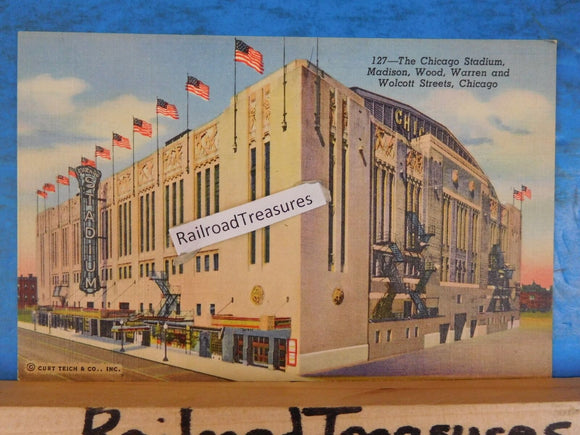 127—The Chicago Stadium,
Madison, Wood, Warren and
Wolcott Streets, Chicago
CHI
STADIUM
RailroadTreasures
© CURT TEICH & CO., INC.
RailroadTreasures